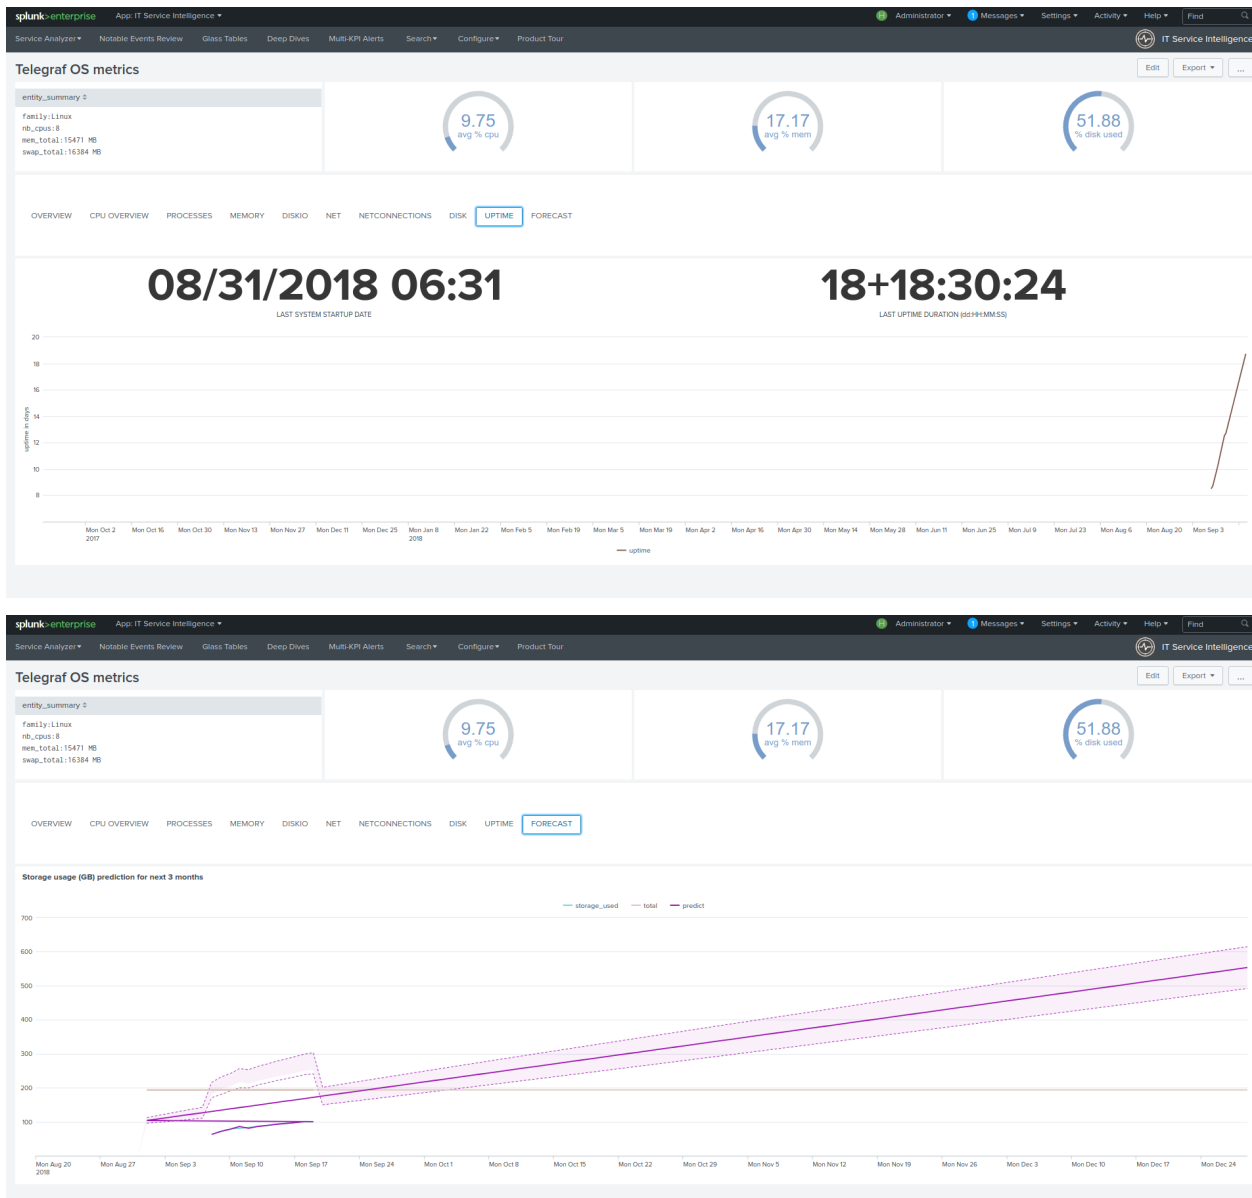 splunk>enterprise App: IT Service Intelligence H Administrator 1 Messages Settings Activity Help Find
Service Analyzer Notable Events Review Glass Tables Deep Dives Multi-KPI Alerts Search Configure Product Tour IT Service Intelligence
Telegraf OS metrics Edit Export ...
entity_summary
family:Linux
nb_cpus:8
mem_total:15471 MB
swap_total:16384 MB
9.75
avg % cpu
17.17
avg % mem
51.88
% disk used
OVERVIEW CPU OVERVIEW PROCESSES MEMORY DISKIO NET NETCONNECTIONS DISK UPTIME FORECAST
08/31/2018 06:31
LAST SYSTEM STARTUP DATE
18+18:30:24
LAST UPTIME DURATION (dd:HH:MM:SS)
20
18
16
14
12
10
8
uptime in days
Mon Oct 2 Mon Oct 16 Mon Oct 30 Mon Nov 13 Mon Nov 27 Mon Dec 11 Mon Dec 25 Mon Jan 8 Mon Jan 22 Mon Feb 5 Mon Feb 19 Mon Mar 5 Mon Mar 19 Mon Apr 2 Mon Apr 16 Mon Apr 30 Mon May 14 Mon May 28 Mon Jun 11 Mon Jun 25 Mon Jul 9 Mon Jul 23 Mon Aug 6 Mon Aug 20 Mon Sep 3
2017 2018
uptime
splunk>enterprise App: IT Service Intelligence H Administrator 1 Messages Settings Activity Help Find
Service Analyzer Notable Events Review Glass Tables Deep Dives Multi-KPI Alerts Search Configure Product Tour IT Service Intelligence
Telegraf OS metrics Edit Export ...
entity_summary
family:Linux
nb_cpus:8
mem_total:15471 MB
swap_total:16384 MB
9.75
avg % cpu
17.17
avg % mem
51.88
% disk used
OVERVIEW CPU OVERVIEW PROCESSES MEMORY DISKIO NET NETCONNECTIONS DISK UPTIME FORECAST
Storage usage (GB) prediction for next 3 months
storage_used total predict
700
600
500
400
300
200
100
Mon Aug 20 Mon Aug 27 Mon Sep 3 Mon Sep 10 Mon Sep 17 Mon Sep 24 Mon Oct 1 Mon Oct 8 Mon Oct 15 Mon Oct 22 Mon Oct 29 Mon Nov 5 Mon Nov 12 Mon Nov 19 Mon Nov 26 Mon Dec 3 Mon Dec 10 Mon Dec 17 Mon Dec 24
2018